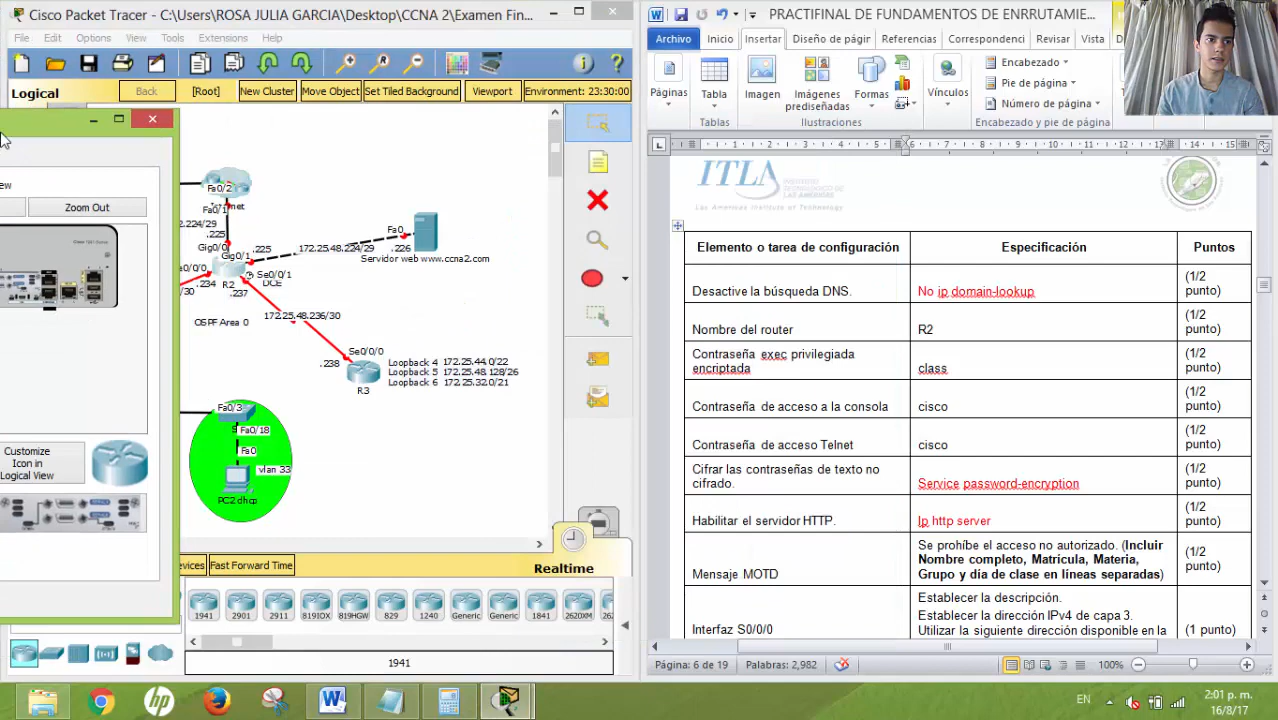 Cisco Packet Tracer - C:\Users\ROSA JULIA GARCIA\Desktop\CCNA 2\Examen Fin...
File Edit Options View Tools Extensions Help
Logical
Back
[Root]
New Cluster
Move Object
Set Tiled Background
Viewport
Environment: 23:30:00
Zoom Out
Customize
Icon in
Logical View
Fa0/2
Fa0/1
Gig0/0
.225
Gig0/1
172.25.48.224/29
Fa0
.226
Servidor web www.ccna2.com
Se0/0/1
DCE
R2
.234
.237
172.25.48.236/30
OSPF Area 0
Se0/0/0
.238
R3
Loopback 4 172.25.44.0/22
Loopback 5 172.25.48.128/26
Loopback 6 172.25.32.0/21
Fa0/3
Fa0/18
Fa0
vlan 33
PC2 dhcp
Fast Forward Time
Realtime
1941 2901 2911 819IOX 819HGW 829 1240 Generic Generic 1841 2620XM
1941
PRACTIFINAL DE FUNDAMENTOS DE ENRRUTAMIE...
Archivo Inicio Insertar Diseño de págir Referencias Correspondenci Revisar Vista
Páginas
Tabla
Imagen
Imágenes
prediseñadas
Formas
Vínculos
Encabezado
Pie de página
Número de página
Tablas
Ilustraciones
Encabezado y pie de página
ITLA
INSTITUTO
TECNOLÓGICO DE
LAS AMÉRICAS
Las Americas Institute of Technology
Elemento o tarea de configuración Especificación Puntos
Desactive la búsqueda DNS. No ip domain-lookup (1/2 punto)
Nombre del router R2 (1/2 punto)
Contraseña exec privilegiada
encriptada class (1/2 punto)
Contraseña de acceso a la consola cisco (1/2 punto)
Contraseña de acceso Telnet cisco (1/2 punto)
Cifrar las contraseñas de texto no
cifrado. Service password-encryption (1/2 punto)
Habilitar el servidor HTTP. Ip http server (1/2 punto)
Mensaje MOTD
Se prohíbe el acceso no autorizado. (Incluir
Nombre completo, Matricula, Materia,
Grupo y día de clase en líneas separadas)
(1/2 punto)
Interfaz S0/0/0
Establecer la descripción.
Establecer la dirección IPv4 de capa 3.
Utilizar la siguiente dirección disponible en la
(1 punto)
Página: 6 de 19
Palabras: 2,982
100%
EN
2:01 p. m.
16/8/17